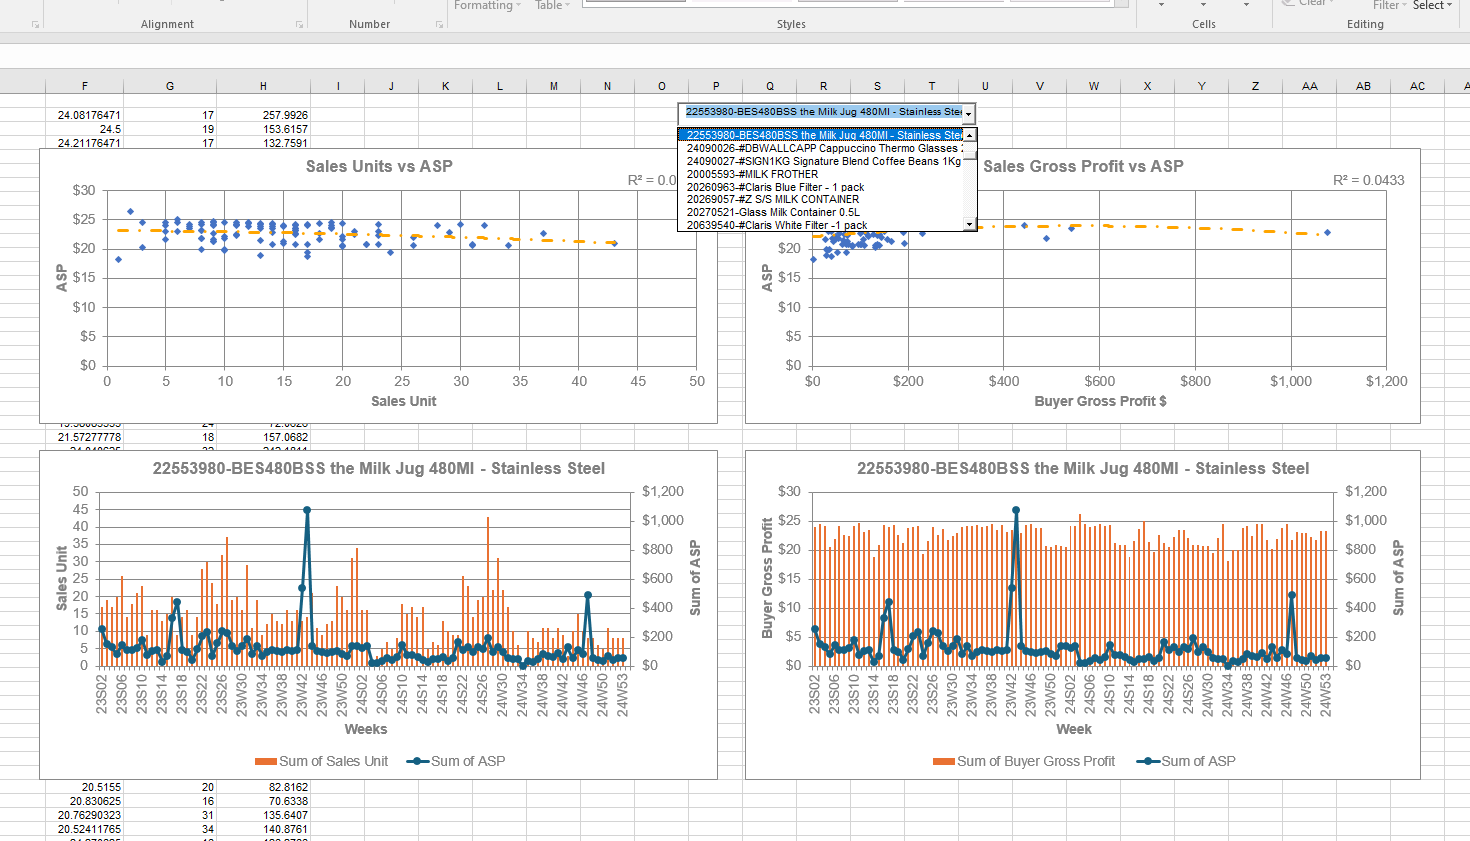 Formatting Table Clear Filter Select
Alignment Number Styles Cells Editing
F G H I J K L M N O P Q R S T U V W X Y Z AA AB AC
24.08176471 17 257.9926
24.5 19 153.6157
24.21176471 17 132.7591
22553980-BES480BSS the Milk Jug 480Ml - Stainless
22553980-BES480BSS the Milk Jug 480Ml - Stainless
24090026-#DBWALLCAPP Cappuccino Thermo Glasses
24090027-#SIGN1KG Signature Blend Coffee Beans 1Kg
20005593-#MILK FROTHER
20260963-#Claris Blue Filter - 1 pack
20269057-#Z S/S MILK CONTAINER
20270521-Glass Milk Container 0.5L
20639540-#Claris White Filter -1 pack
Sales Units vs ASP
R² = 0.0
$30
$25
$20
$15
$10
$5
$0
ASP
0 5 10 15 20 25 30 35 40 45 50
Sales Unit
Sales Gross Profit vs ASP
R² = 0.0433
$20
$15
$10
$5
$0
ASP
$0 $200 $400 $600 $800 $1,000 $1,200
Buyer Gross Profit $
21.57277778 18 157.0682
22553980-BES480BSS the Milk Jug 480Ml - Stainless Steel
50
45
40
35
30
25
20
15
10
5
0
Sales Unit
$1,200
$1,000
$800
$600
$400
$200
$0
Sum of ASP
23S02 23S06 23S10 23S14 23S18 23S22 23S26 23W30 23W34 23W38 23W42 23W46 23W50 24S02 24S06 24S10 24S14 24S18 24S22 24S26 24W30 24W34 24W38 24W42 24W46 24W50 24W53
Weeks
Sum of Sales Unit Sum of ASP
22553980-BES480BSS the Milk Jug 480Ml - Stainless Steel
$30
$25
$20
$15
$10
$5
$0
Buyer Gross Profit
$1,200
$1,000
$800
$600
$400
$200
$0
Sum of ASP
23S02 23S06 23S10 23S14 23S18 23S22 23S26 23W30 23W34 23W38 23W42 23W46 23W50 24S02 24S06 24S10 24S14 24S18 24S22 24S26 24W30 24W34 24W38 24W42 24W46 24W50 24W53
Week
Sum of Buyer Gross Profit Sum of ASP
20.5155 20 82.8162
20.830625 16 70.6338
20.76290323 31 135.6407
20.52411765 34 140.8761